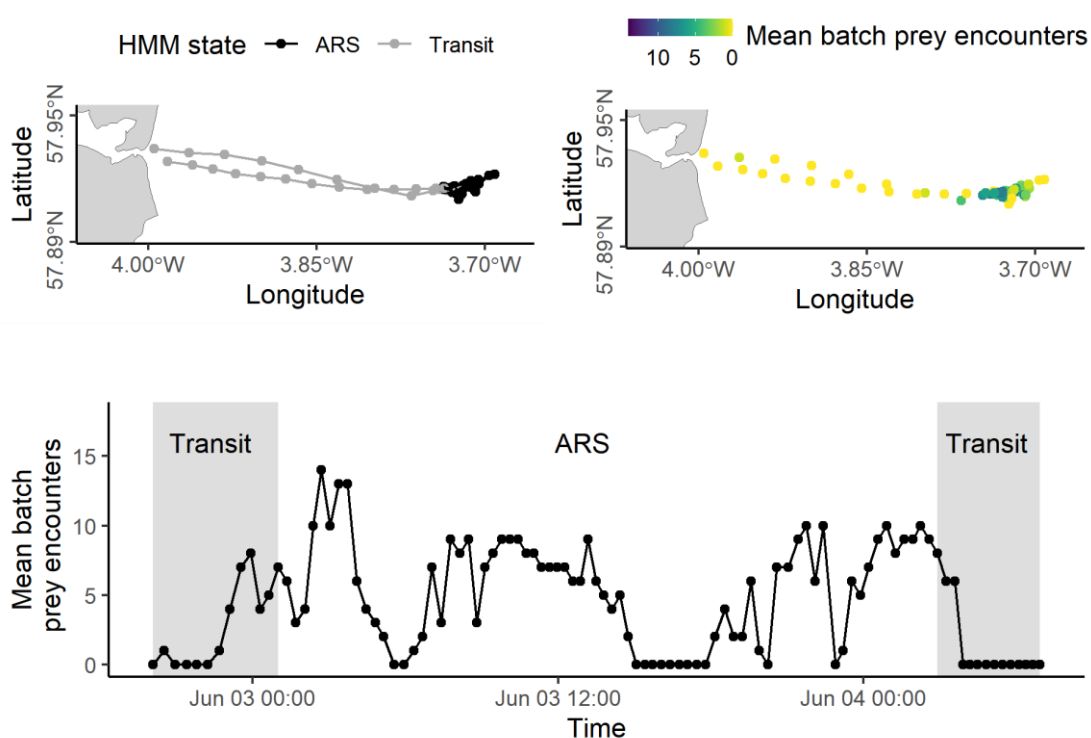 HMM state ARS Transit
57.95°N
57.89°N
Latitude
4.00°W 3.85°W 3.70°W
Longitude
Mean batch prey encounters
10 5 0
57.95°N
57.89°N
Latitude
4.00°W 3.85°W 3.70°W
Longitude
Mean batch
prey encounters
15
10
5
0
Transit ARS Transit
Jun 03 00:00 Jun 03 12:00 Jun 04 00:00
Time